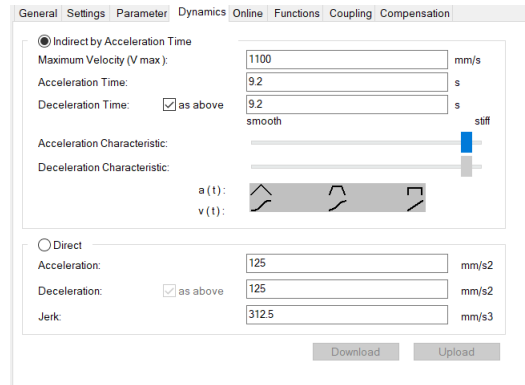 General Settings Parameter Dynamics Online Functions Coupling Compensation
Indirect by Acceleration Time
Maximum Velocity (V max ): 1100 mm/s
Acceleration Time: 9.2 s
Deceleration Time: as above 9.2 s
smooth stiff
Acceleration Characteristic:
Deceleration Characteristic:
a ( t ) :
v ( t ) :
Direct
Acceleration: 125 mm/s2
Deceleration: as above 125 mm/s2
Jerk: 312.5 mm/s3
Download Upload